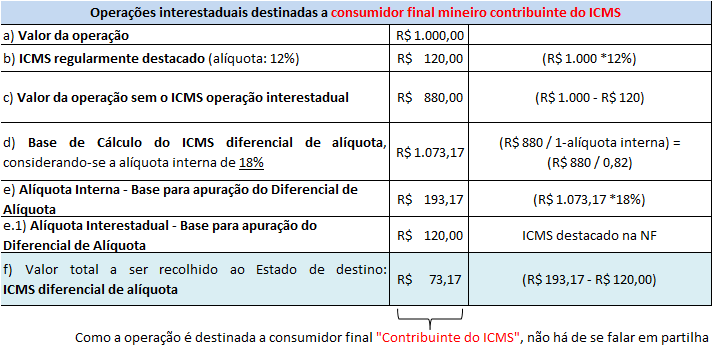 Operações interestaduais destinadas a consumidor final mineiro contribuinte do ICMS
a) Valor da operação R$ 1.000,00
b) ICMS regularmente destacado (alíquota: 12%) R$ 120,00 (R$ 1.000 *12%)
c) Valor da operação sem o ICMS operação interestadual R$ 880,00 (R$ 1.000 - R$ 120)
d) Base de Cálculo do ICMS diferencial de alíquota,
considerando-se a alíquota interna de 18%
R$ 1.073,17
(R$ 880 / 1-alíquota interna) =
(R$ 880 / 0,82)
e) Alíquota Interna - Base para apuração do Diferencial de
Alíquota
R$ 193,17 (R$ 1.073,17 *18%)
e.1) Alíquota Interestadual - Base para apuração do
Diferencial de Alíquota
R$ 120,00 ICMS destacado na NF
f) Valor total a ser recolhido ao Estado de destino:
ICMS diferencial de alíquota
R$ 73,17 (R$ 193,17 - R$ 120,00)
Como a operação é destinada a consumidor final "Contribuinte do ICMS", não há de se falar em partilha